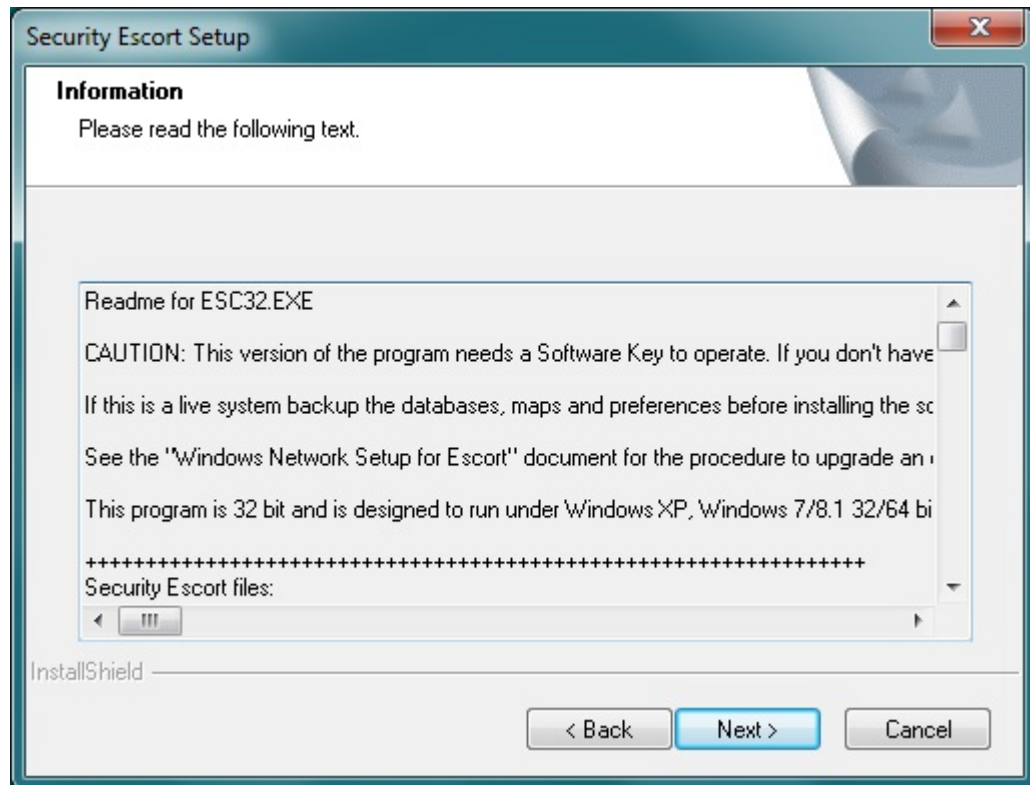 Security Escort Setup
Information
Please read the following text.
Readme for ESC32.EXE
CAUTION: This version of the program needs a Software Key to operate. If you don't have
If this is a live system backup the databases, maps and preferences before installing the
See the "Windows Network Setup for Escort" document for the procedure to upgrade an
This program is 32 bit and is designed to run under Windows XP, Windows 7/8.1 32/64
++++++++++++++++++++++++++++++++++++++++++++++++++++++++++++++++
Security Escort files:
InstallShield
< Back Next > Cancel